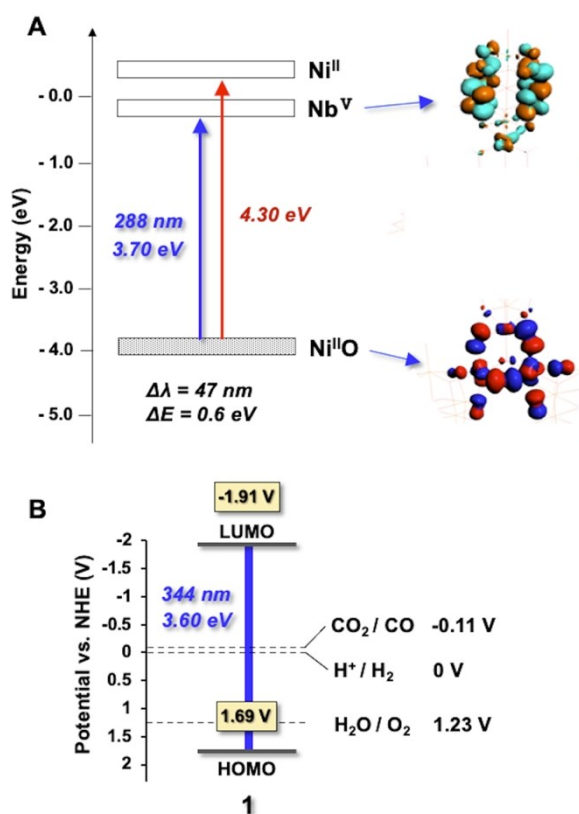 A
Energy (eV)
- 0.0
- 1.0
- 2.0
- 3.0
- 4.0
- 5.0
Ni^II
Nb^V
288 nm
3.70 eV
4.30 eV
Ni^IIO
Δλ = 47 nm
ΔE = 0.6 eV
B
Potential vs. NHE (V)
-2
-1.5
-1
-0.5
0
0.5
1
1.5
2
-1.91 V
LUMO
344 nm
3.60 eV
1.69 V
HOMO
1
CO₂ / CO -0.11 V
H⁺ / H₂ 0 V
H₂O / O₂ 1.23 V